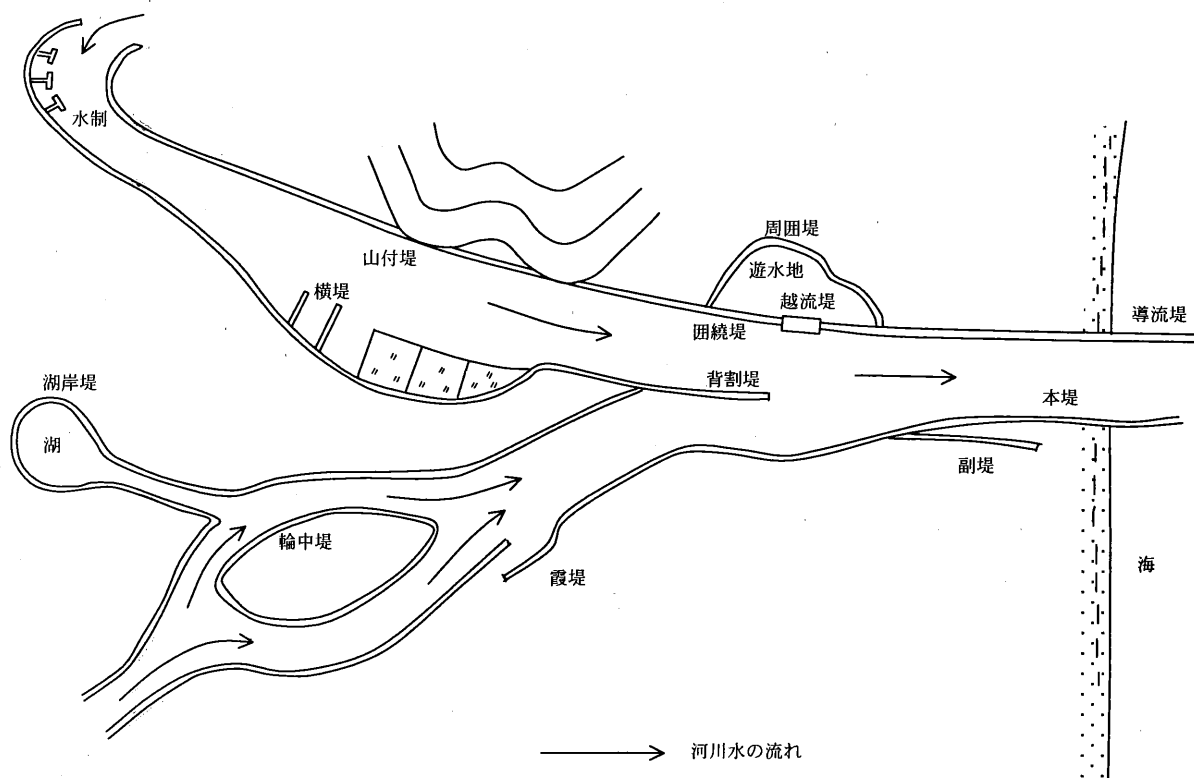 水制
山付堤
横堤
周囲堤
遊水地
越流堤
囲繞堤
導流堤
背割堤
本堤
副堤
湖岸堤
湖
輪中堤
霞堤
海
河川水の流れ